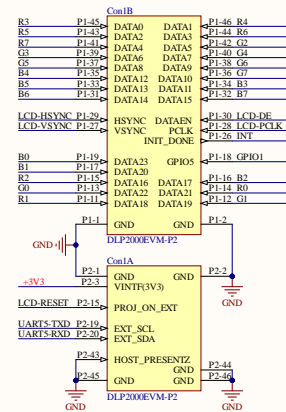 Con1B
R3 P1-45 DATA0 DATA1 P1-46 R4
R5 P1-43 DATA2 DATA3 P1-44 R6
R7 P1-41 DATA4 DATA5 P1-42 G2
G3 P1-39 DATA6 DATA7 P1-40 G4
G5 P1-37 DATA8 DATA9 P1-38 G6
B4 P1-35 DATA12 DATA10 P1-36 G7
B5 P1-33 DATA13 DATA11 P1-34 B3
B6 P1-31 DATA14 DATA15 P1-32 B7
LCD-HSYNC P1-29 HSYNC DATAEN P1-30 LCD-DE
LCD-VSYNC P1-27 VSYNC PCLK P1-28 LCD-PCLK
INIT_DONE P1-26 INT
B0 P1-19 DATA23 GPIO5 P1-18 GPIO1
B1 P1-17 DATA20
R2 P1-15 DATA16 DATA17 P1-16 B2
G0 P1-13 DATA22 DATA21 P1-14 R0
R1 P1-11 DATA18 DATA19 P1-12 G1
P1-1 GND GND P1-2
DLP2000EVM-P2
GND
Con1A
P2-1 GND GND P2-2
+3V3 P2-3 VINTF(3V3)
GND
LCD-RESET P2-15 PROJ_ON_EXT
UART5-TXD P2-19 EXT_SCL
UART5-RXD P2-20 EXT_SDA
P2-43 HOST_PRESENTZ
GND P2-44
P2-45 GND GND P2-46
DLP2000EVM-P2
GND GND